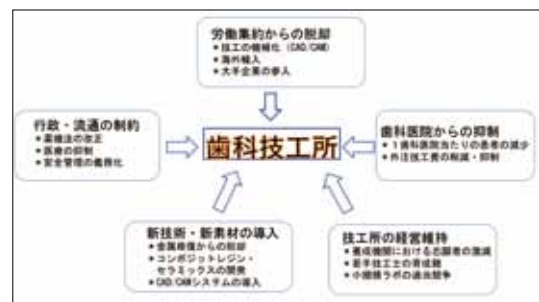 労働集約からの脱却
● 技工の機械化（CAD/CAM）
● 海外輸入
● 大手企業の参入
行政・流通の制約
● 薬機法の改正
● 医療の抑制
● 安全管理の義務化
歯科技工所
歯科医院からの抑制
● １歯科医院当たりの患者の減少
● 外注技工費の削減・抑制
新技術・新素材の導入
● 金属修復からの脱却
● コンポジットレジン・
セラミックスの開発
● CAD/CAMシステムの導入
技工所の経営維持
● 養成機関における志願者の激減
● 若手技工士の育成難
● 小規模ラボの過当競争